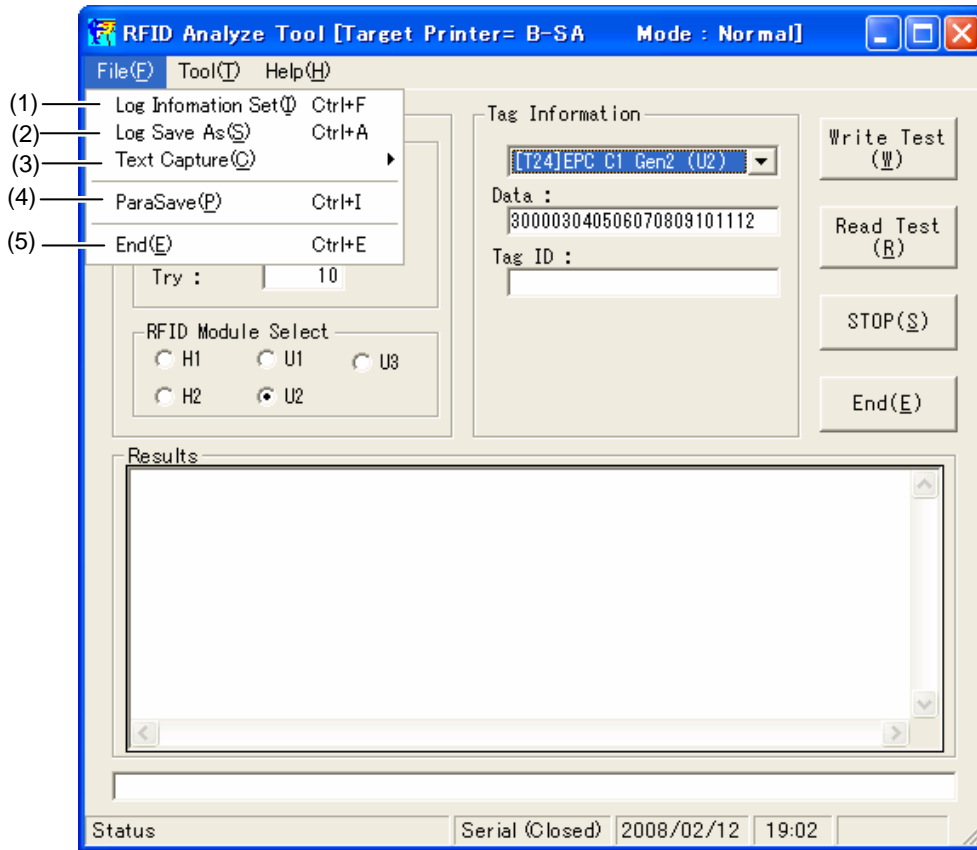 RFID Analyze Tool [Target Printer= B-SA Mode : Normal]
File(F) Tool(T) Help(H)
(1) Log Infomation Set(I) Ctrl+F
(2) Log Save As(S) Ctrl+A
(3) Text Capture(C)
(4) ParaSave(P) Ctrl+I
(5) End(E) Ctrl+E
Try : 10
RFID Module Select
H1 U1 U3
H2 U2
Tag Information
[T24]EPC C1 Gen2 (U2)
Data :
300003040506070809101112
Tag ID :
Write Test
(W)
Read Test
(R)
STOP(S)
End(E)
Results
Status Serial (Closed) 2008/02/12 19:02